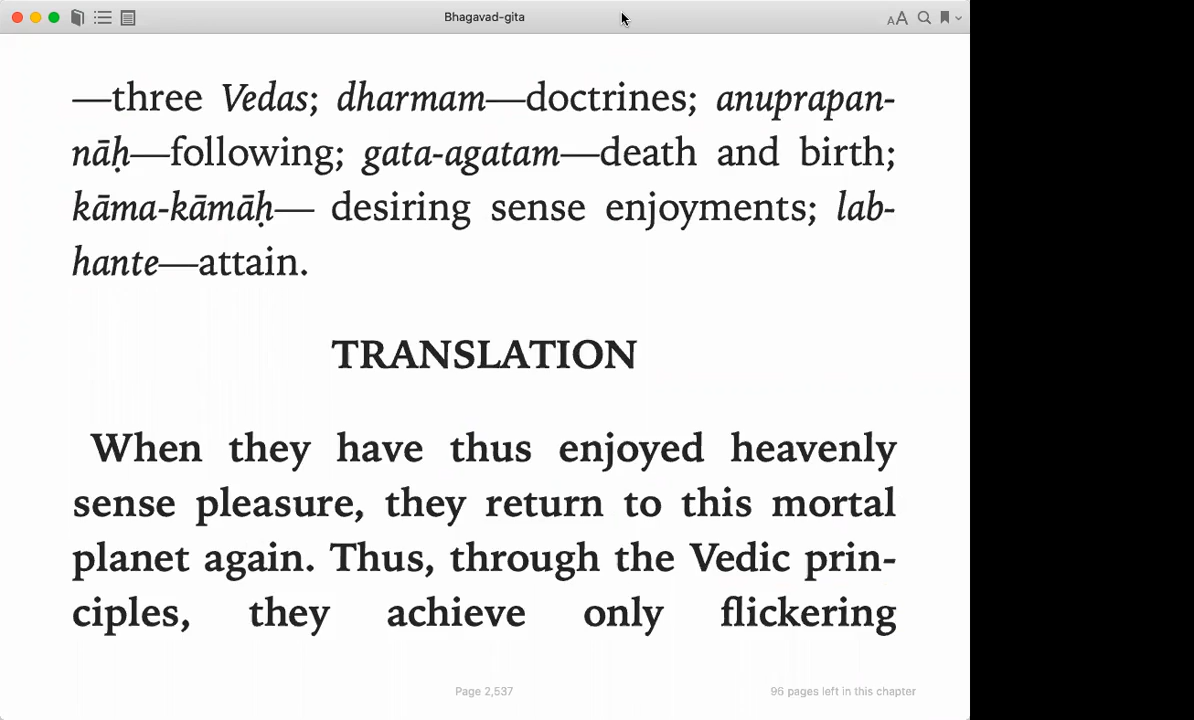 Bhagavad-gita
AA
—three Vedas; dharmam—doctrines; anuprapan-
nāḥ—following; gata-agatam—death and birth;
kāma-kāmāḥ— desiring sense enjoyments; lab-
hante—attain.
TRANSLATION
When they have thus enjoyed heavenly
sense pleasure, they return to this mortal
planet again. Thus, through the Vedic prin-
ciples, they achieve only flickering
Page 2,537
96 pages left in this chapter